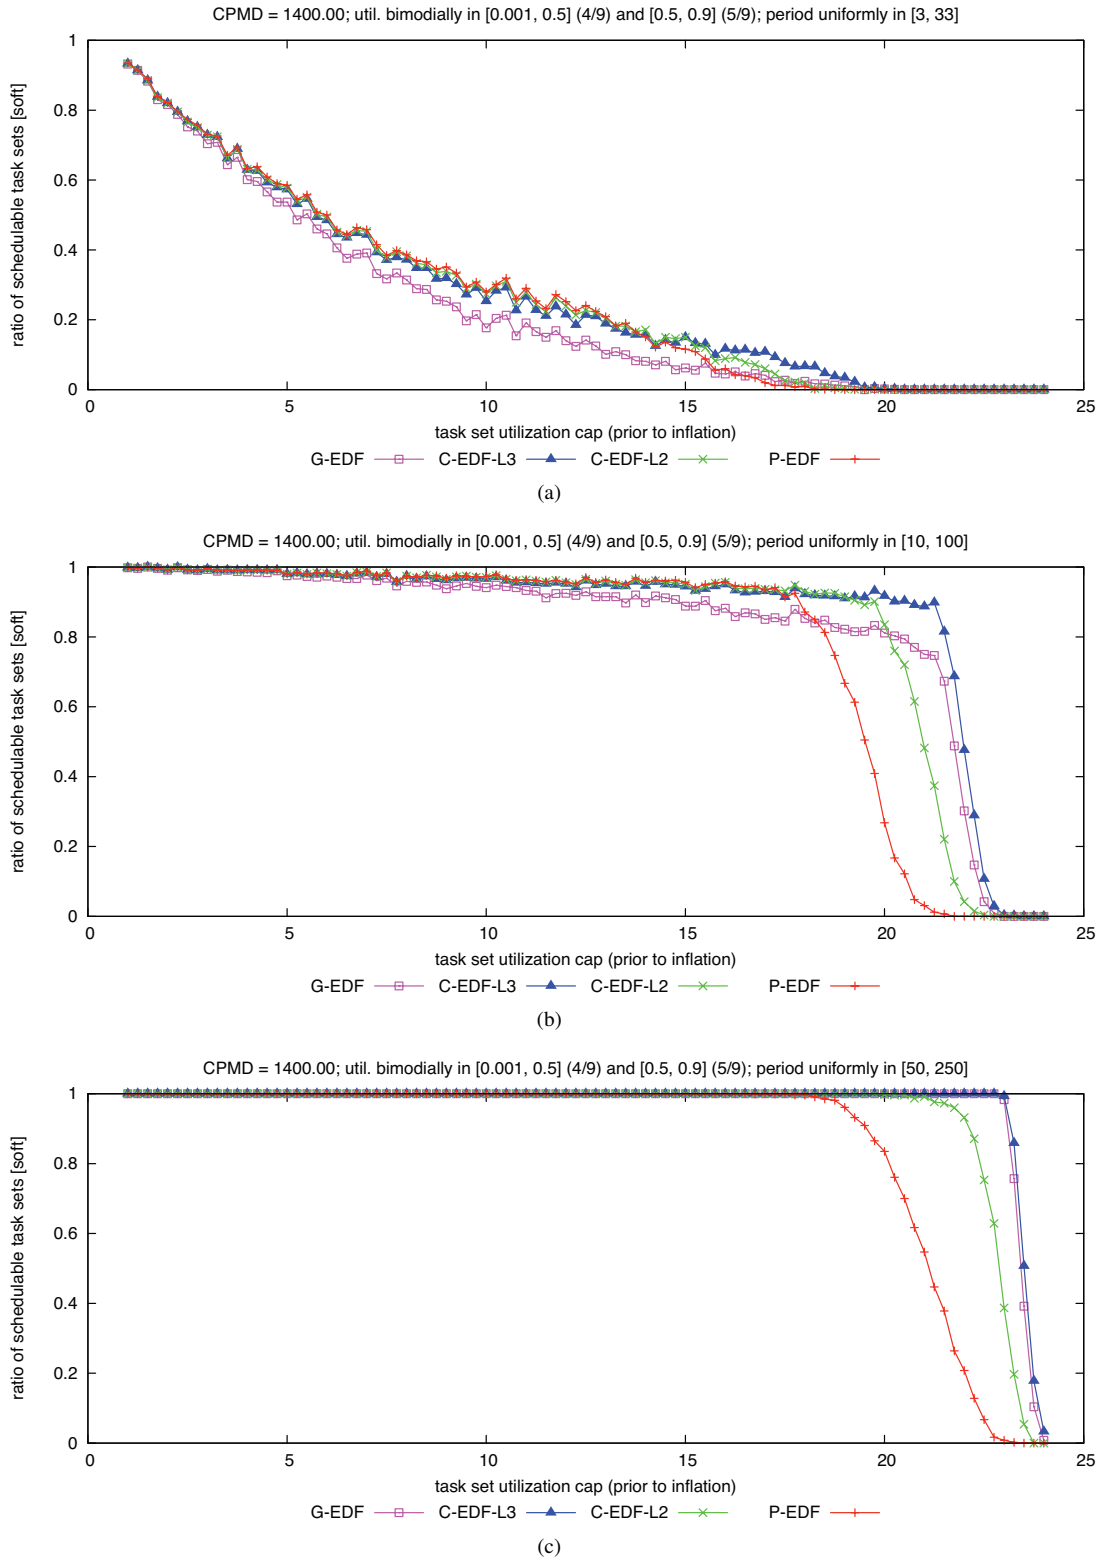 CPMD = 1400.00; util. bimodially in [0.001, 0.5] (4/9) and [0.5, 0.9] (5/9); period uniformly in [3, 33]
ratio of schedulable task sets [soft]
1
0.8
0.6
0.4
0.2
0
0 5 10 15 20 25
task set utilization cap (prior to inflation)
G-EDF C-EDF-L3 C-EDF-L2 P-EDF
(a)
CPMD = 1400.00; util. bimodially in [0.001, 0.5] (4/9) and [0.5, 0.9] (5/9); period uniformly in [10, 100]
ratio of schedulable task sets [soft]
1
0.8
0.6
0.4
0.2
0
0 5 10 15 20 25
task set utilization cap (prior to inflation)
G-EDF C-EDF-L3 C-EDF-L2 P-EDF
(b)
CPMD = 1400.00; util. bimodially in [0.001, 0.5] (4/9) and [0.5, 0.9] (5/9); period uniformly in [50, 250]
ratio of schedulable task sets [soft]
1
0.8
0.6
0.4
0.2
0
0 5 10 15 20 25
task set utilization cap (prior to inflation)
G-EDF C-EDF-L3 C-EDF-L2 P-EDF
(c)